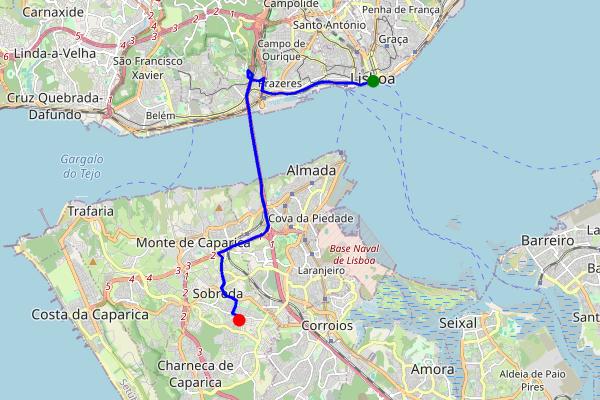 Carnaxide
Campolide
Penha de França
Santo António
Linda-a-Velha
Graça
Campo de
Ourique
São Francisco
Xavier
Lisboa
Prazeres
Cruz Quebrada-
Dafundo
Belém
Gargalo
do Tejo
Almada
Trafaria
Cova da Piedade
Monte de Caparica
Base Naval
de Lisboa
Barreiro
Laranjeiro
Sobreda
Costa da Caparica
Corroios
Seixal
Charneca de
Caparica
Amora
Aldeia de Paio
Pires